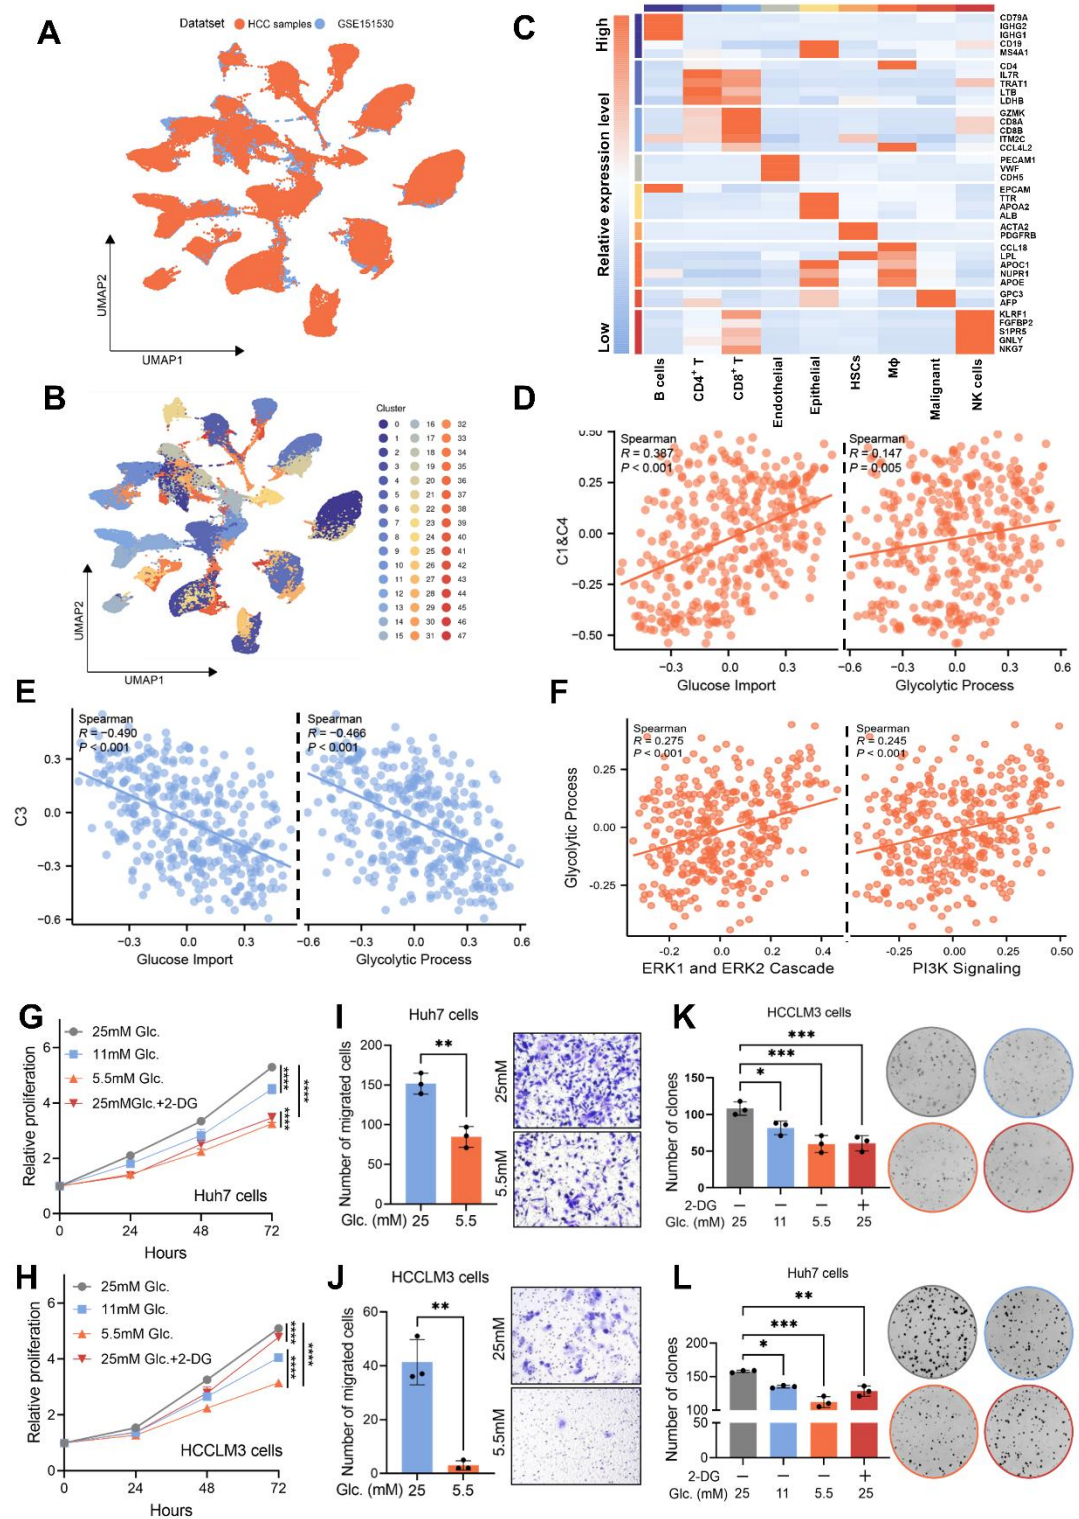 A
Datatset HCC samples GSE151530
UMAP2
UMAP1
B
Cluster
0 16 32
1 17 33
2 18 34
3 19 35
4 20 36
5 21 37
6 22 38
7 23 39
8 24 40
9 25 41
10 26 42
11 27 43
12 28 44
13 29 45
14 30 46
15 31 47
UMAP2
UMAP1
C
High
Relative expression level
Low
CD79A
IGHG2
IGHG1
CD19
MS4A1
CD4
IL7R
TRAT1
LTB
LDHB
GZMK
CD8A
CD8B
ITM2C
CCL4L2
PECAM1
VWF
CDH5
EPCAM
TTR
APOA2
ALB
ACTA2
PDGFRB
CCL18
LPL
APOC1
NUPR1
APOE
GPC3
AFP
KLRF1
FGFBP2
S1PR5
GNLY
NKG7
B cells
CD4+ T
CD8+ T
Endothelial
Epithelial
HSCs
Mϕ
Malignant
NK cells
D
Spearman
R = 0.387
P < 0.001
Spearman
R = 0.147
P = 0.005
C1&C4
0.50
0.25
0.00
−0.25
−0.50
−0.3 0.0 0.3
−0.6 −0.3 0.0 0.3 0.6
Glucose Import
Glycolytic Process
E
Spearman
R = −0.490
P < 0.001
Spearman
R = −0.466
P < 0.001
C3
0.3
0.0
−0.3
−0.6
−0.3 0.0 0.3
−0.6 −0.3 0.0 0.3 0.6
Glucose Import
Glycolytic Process
F
Spearman
R = 0.275
P < 0.001
Spearman
R = 0.245
P < 0.001
Glycolytic Process
0.25
0.00
-0.25
-0.2 0.0 0.2 0.4
-0.25 0.00 0.25 0.50
ERK1 and ERK2 Cascade
PI3K Signaling
G
25mM Glc.
11mM Glc.
5.5mM Glc.
25mMGlc.+2-DG
Relative proliferation
6
4
2
0
****
****
****
Huh7 cells
0 24 48 72
Hours
H
25mM Glc.
11mM Glc.
5.5mM Glc.
25mM Glc.+2-DG
Relative proliferation
6
4
2
0
****
****
****
HCCLM3 cells
0 24 48 72
Hours
I
Huh7 cells
**
Number of migrated cells
200
150
100
50
0
Glc. (mM) 25 5.5
25mM
5.5mM
J
HCCLM3 cells
**
Number of migrated cells
60
40
20
0
Glc. (mM) 25 5.5
25mM
5.5mM
K
HCCLM3 cells
***
***
*
Number of clones
150
100
50
0
2-DG − − − +
Glc. (mM) 25 11 5.5 25
L
Huh7 cells
**
***
*
Number of clones
200
150
100
50
0
2-DG − − − +
Glc. (mM) 25 11 5.5 25